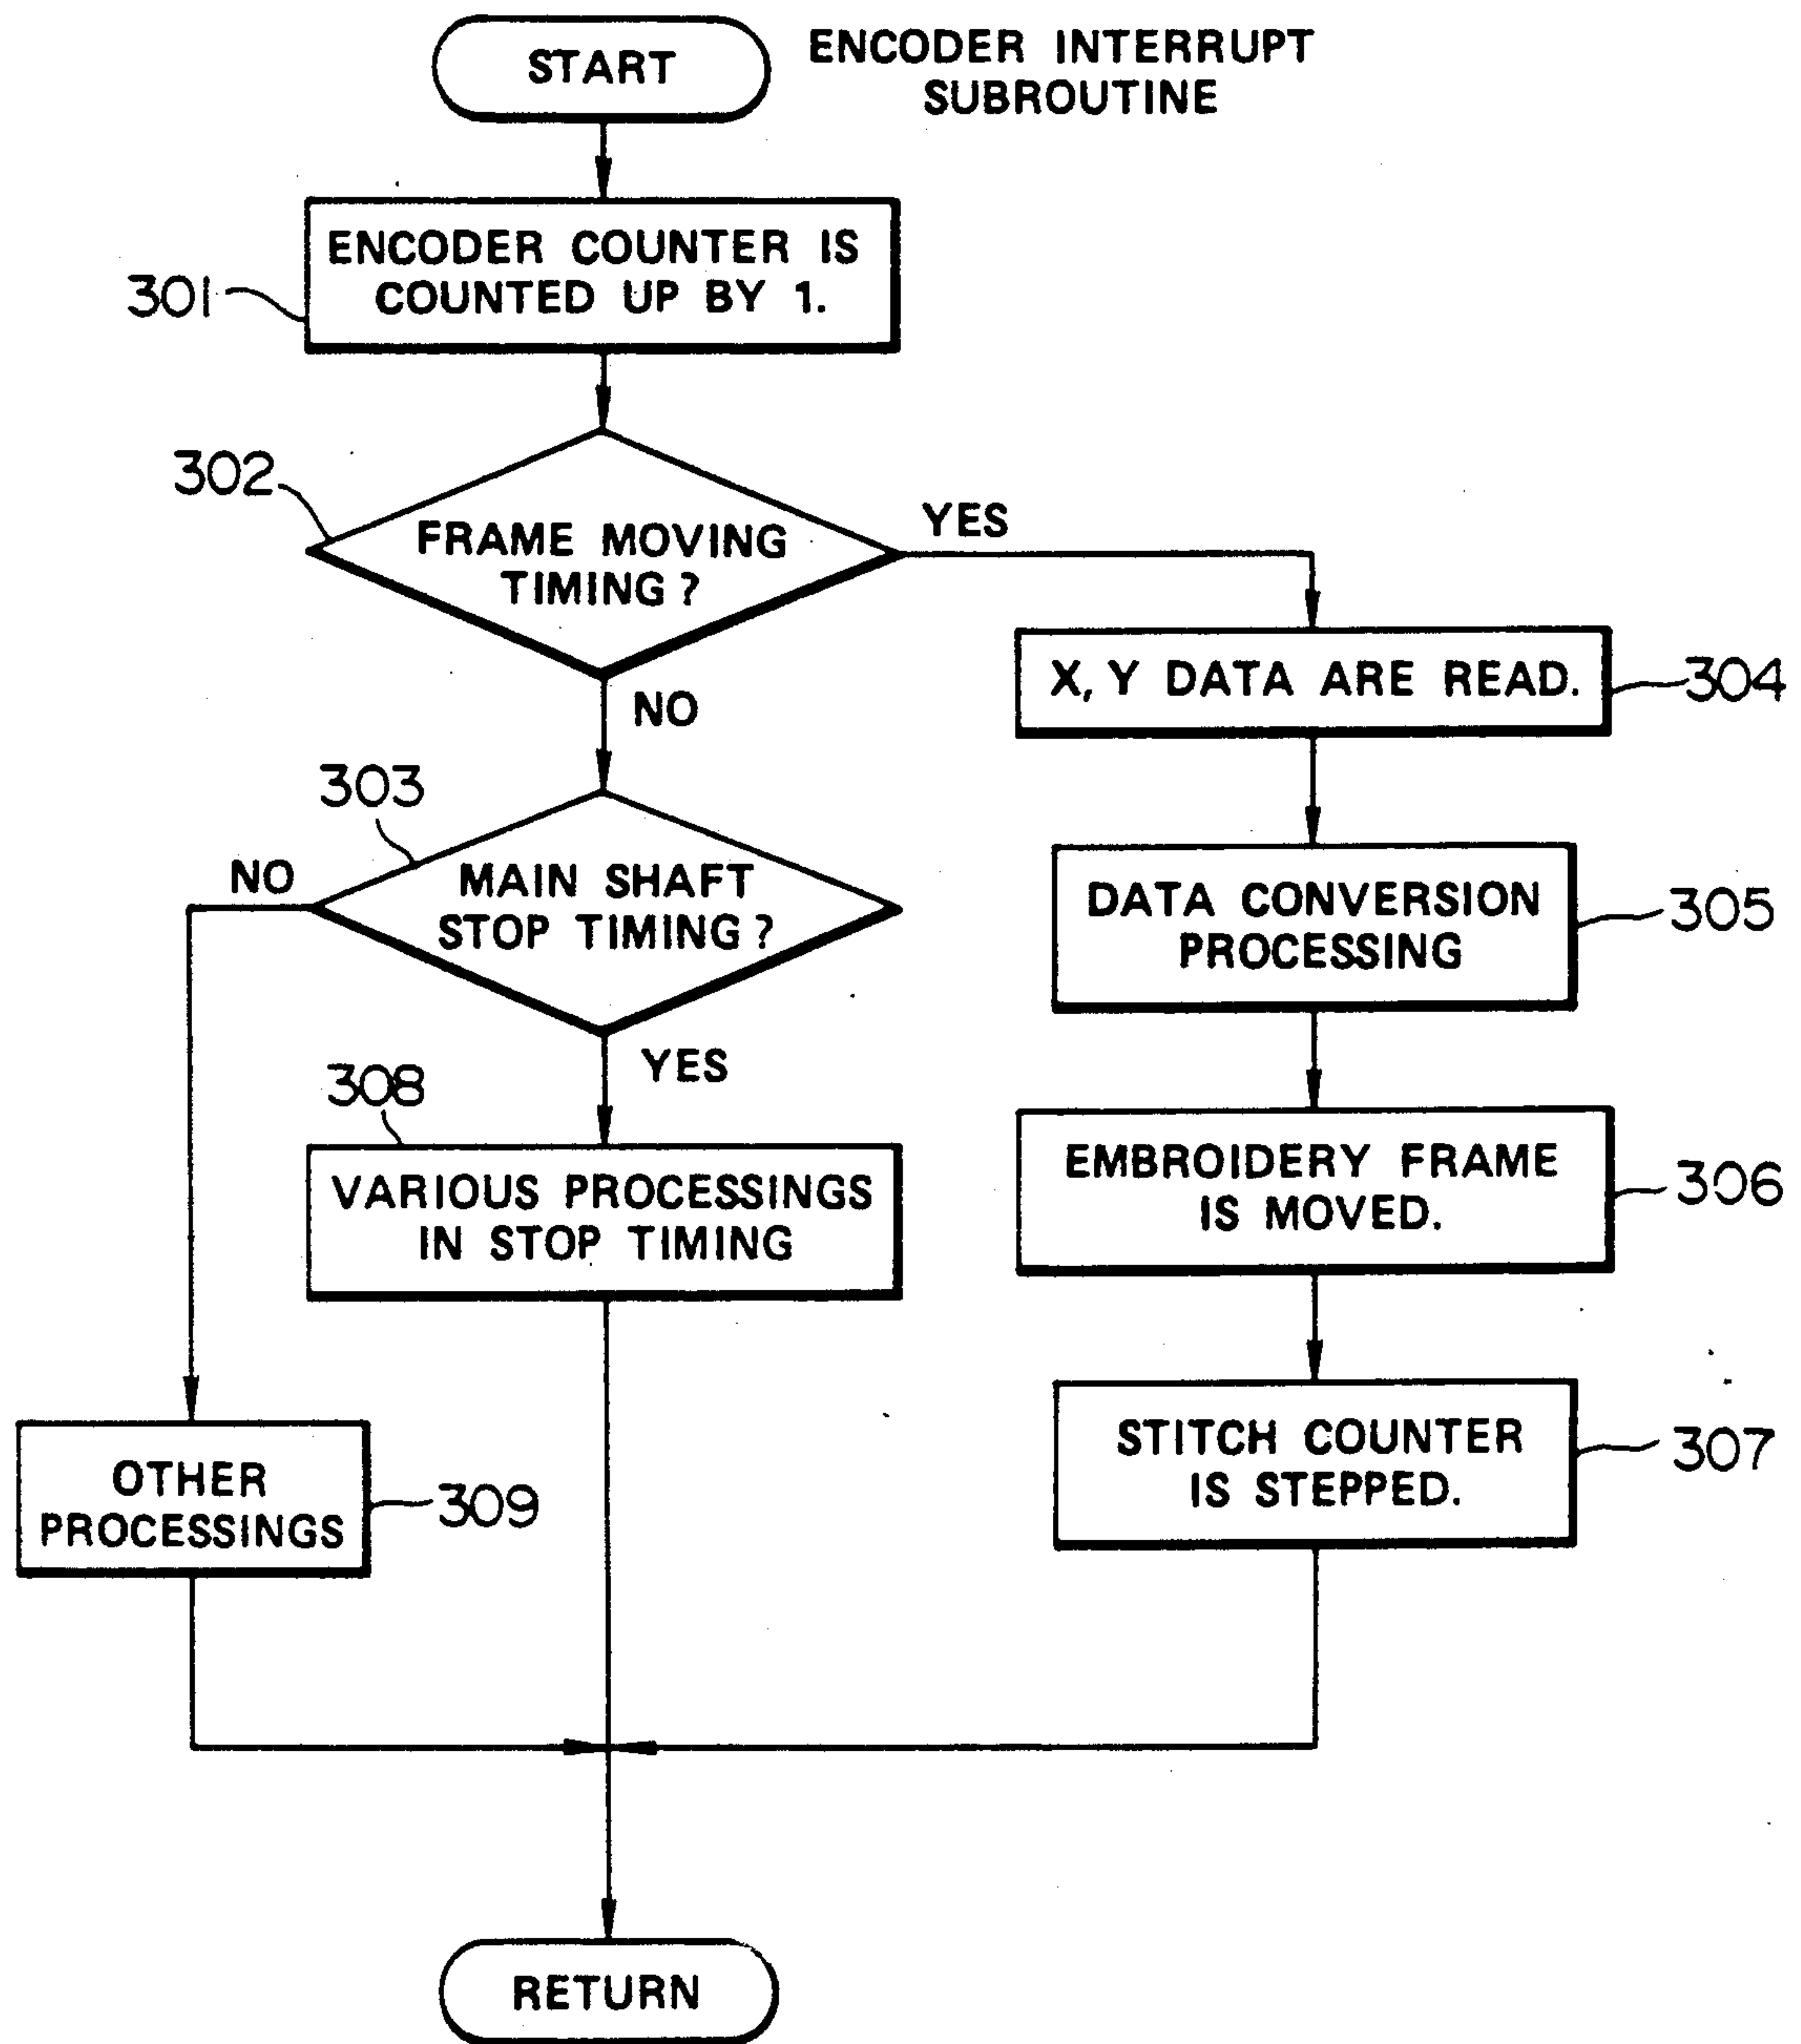 START
ENCODER INTERRUPT
SUBROUTINE
ENCODER COUNTER IS
COUNTED UP BY 1.
301
302
FRAME MOVING
TIMING?
YES
NO
X, Y DATA ARE READ.
304
303
NO
MAIN SHAFT
STOP TIMING?
YES
DATA CONVERSION
PROCESSING
305
308
VARIOUS PROCESSINGS
IN STOP TIMING
EMBROIDERY FRAME
IS MOVED.
306
OTHER
PROCESSINGS
309
STITCH COUNTER
IS STEPPED.
307
RETURN